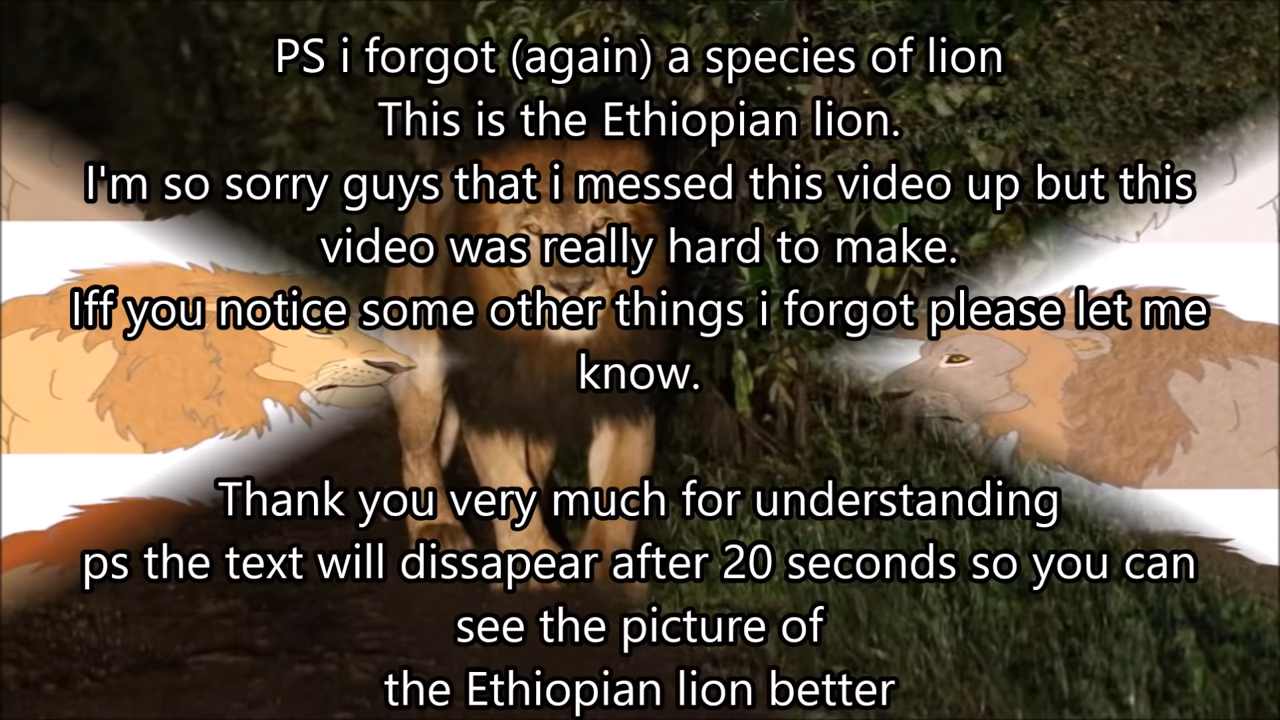 PS i forgot (again) a species of lion
This is the Ethiopian lion.
I'm so sorry guys that i messed this video up but this
video was really hard to make.
Iff you notice some other things i forgot please let me
know.
Thank you very much for understanding
ps the text will dissapear after 20 seconds so you can
see the picture of
the Ethiopian lion better